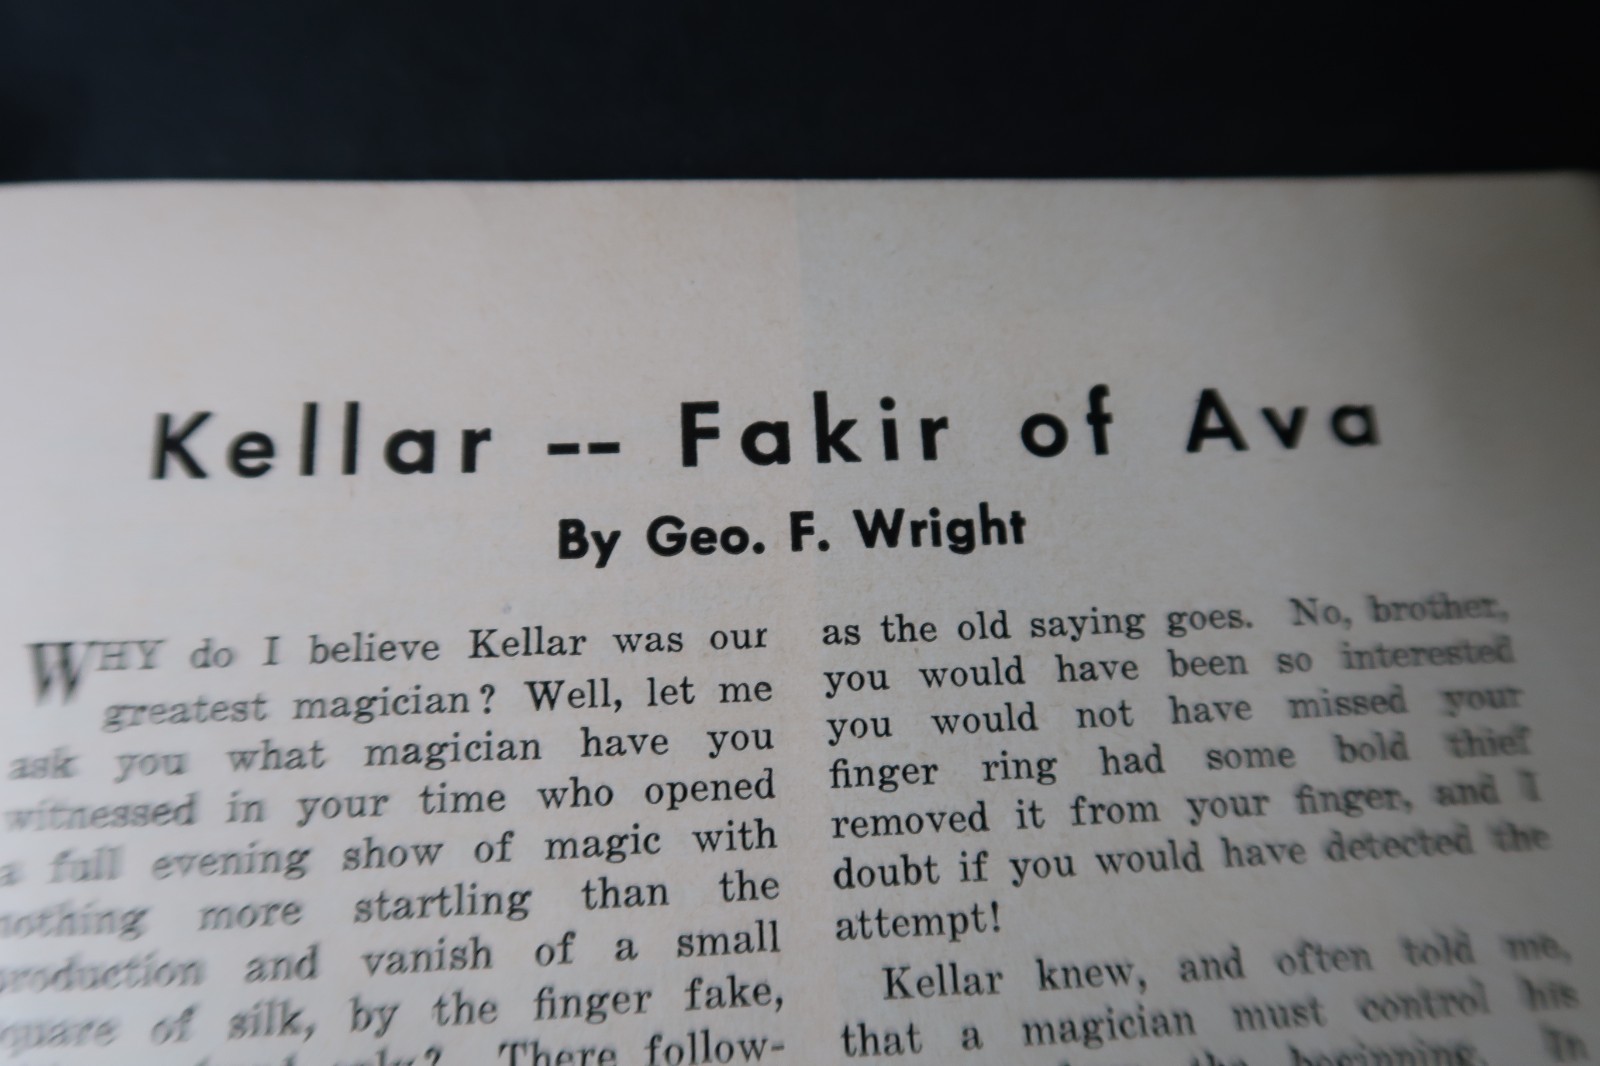 Kellar -- Fakir of Ava
By Geo. F. Wright
WHY do I believe Kellar was our
greatest magician? Well, let me
ask you what magician have you
witnessed in your time who opened
a full evening show of magic with
nothing more startling than the
production and vanish of a small
square of silk, by the finger fake,
only? There follow-
as the old saying goes. No, brother,
you would have been so interested
you would not have missed your
finger ring had some bold thief
removed it from your finger, and I
doubt if you would have detected the
attempt!
Kellar knew, and often told me,
that a magician must control his
the beginning. In